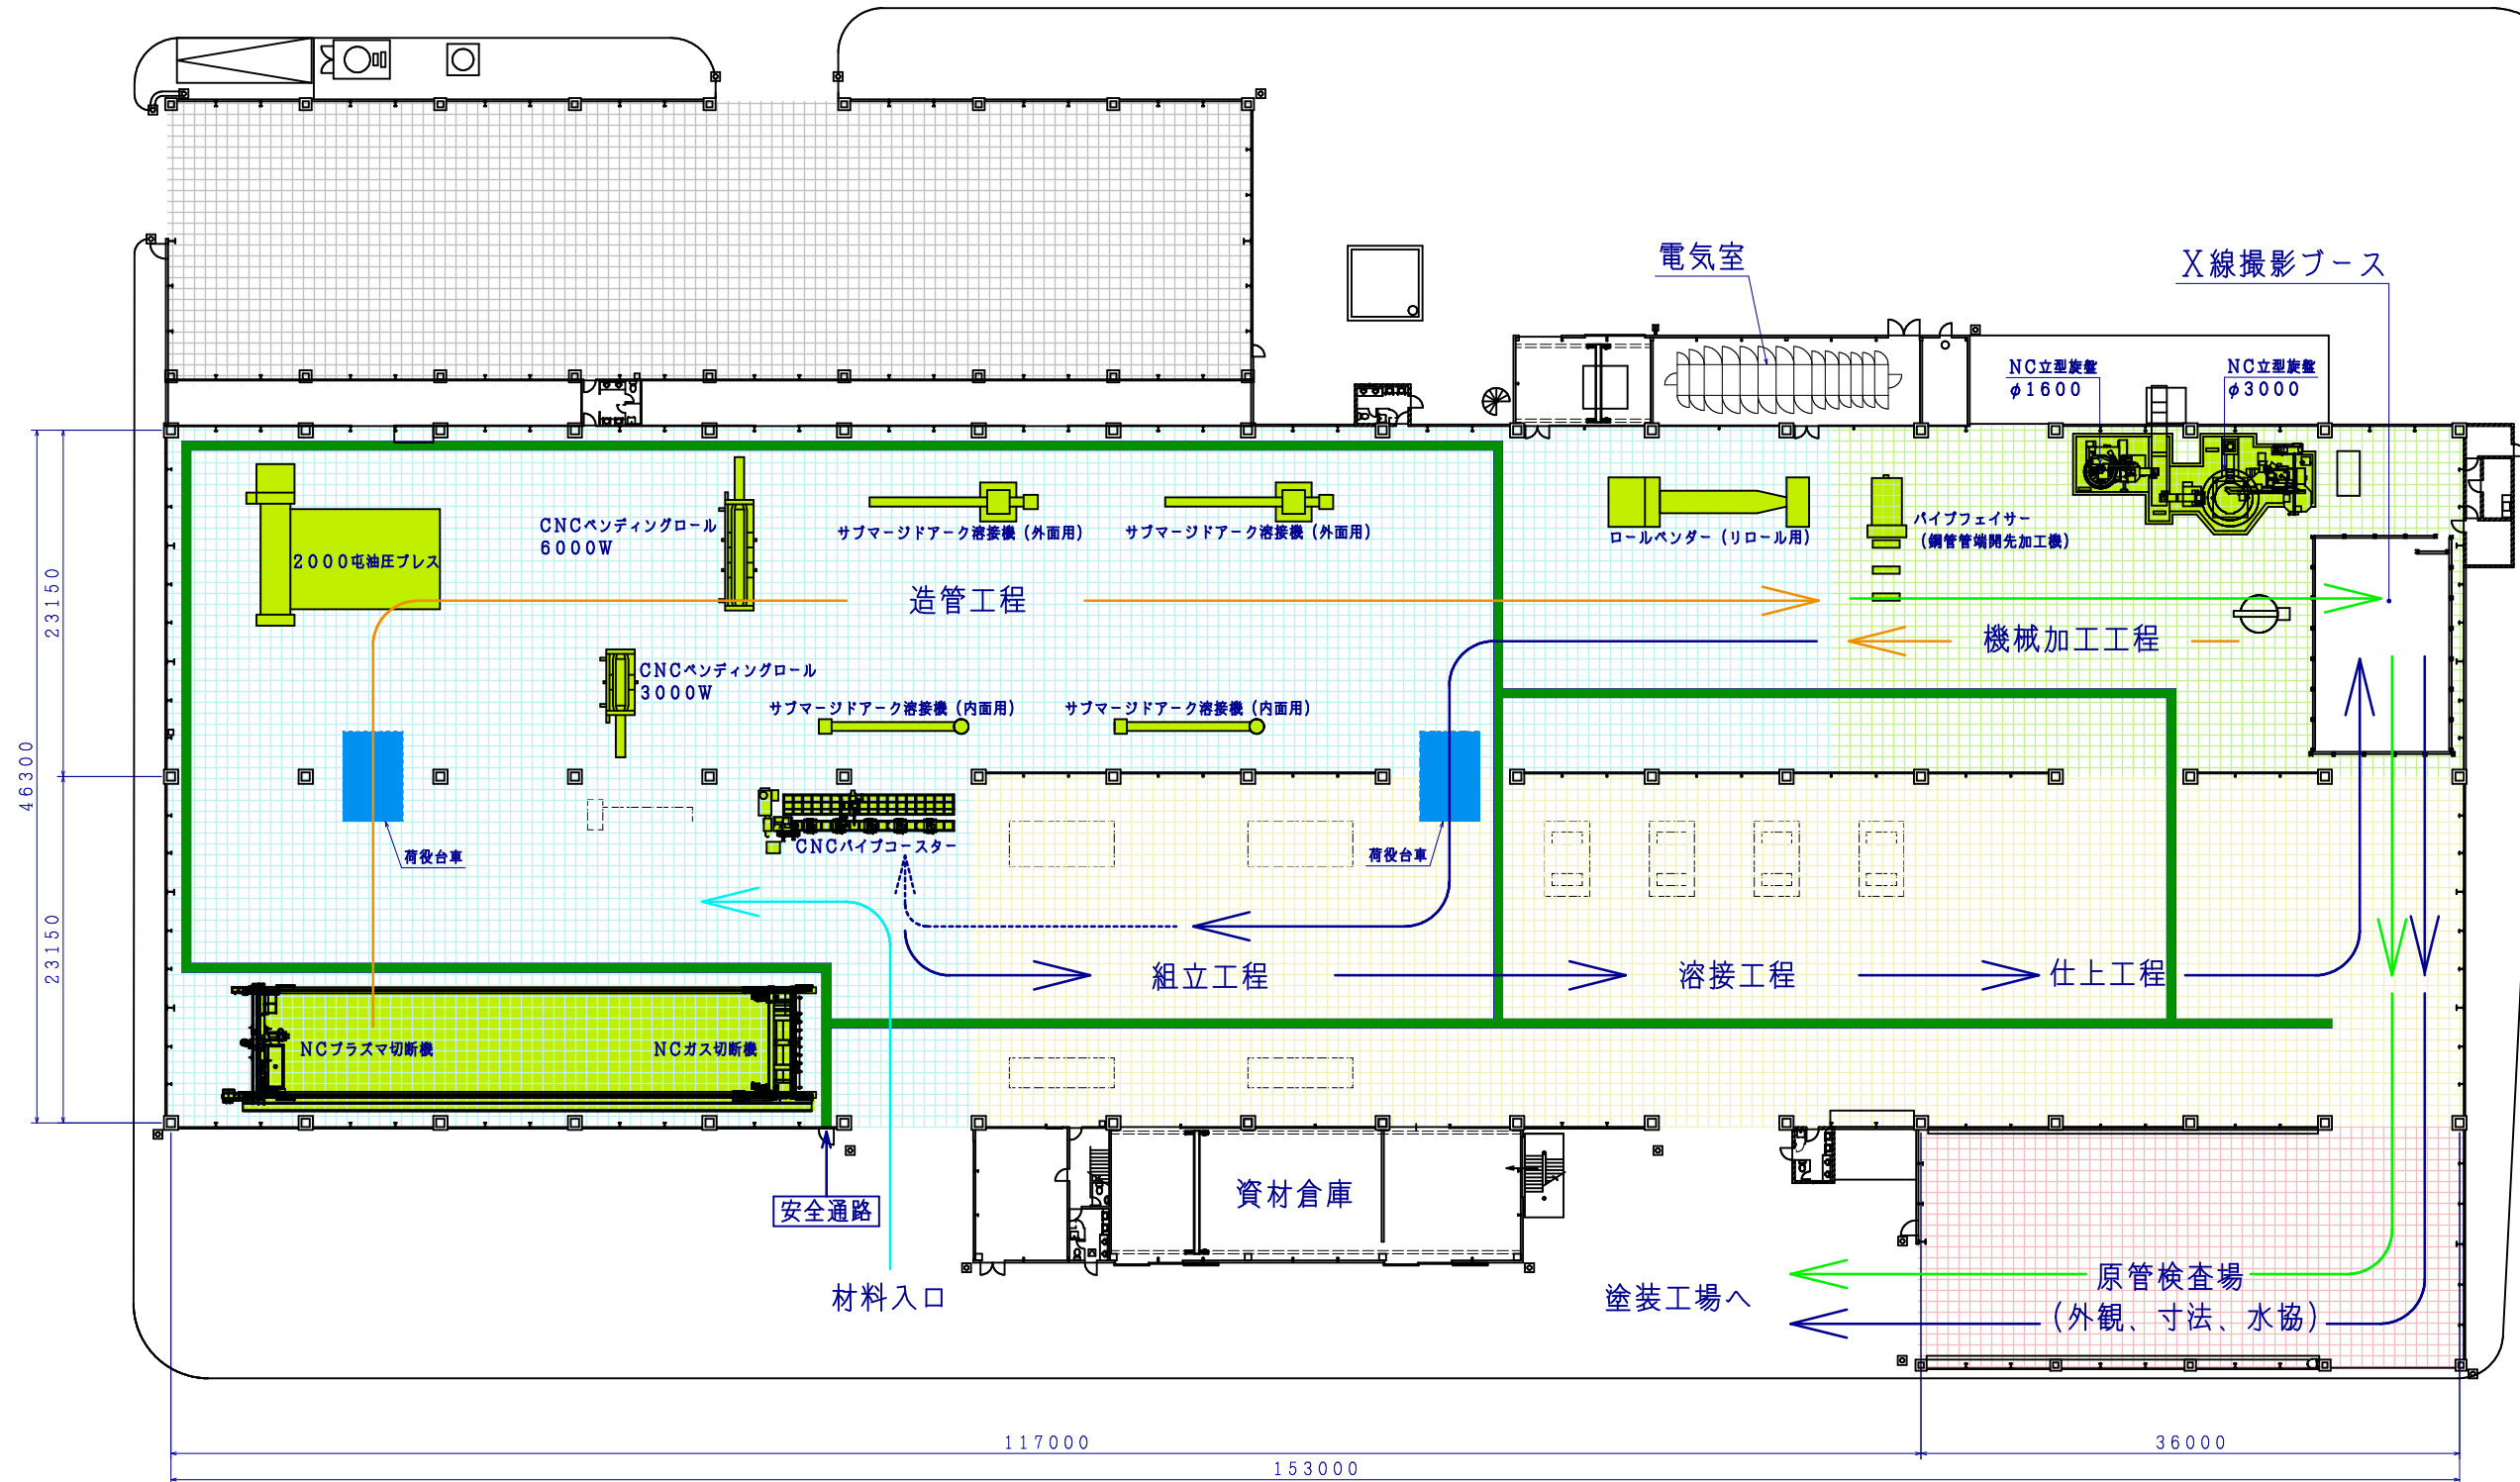 電気室
X線撮影ブース
NC立型旋盤
φ1600
NC立型旋盤
φ3000
CNCベンディングロール
6000W
サブマージドアーク溶接機(外面用)
サブマージドアーク溶接機(外面用)
ロールベンダー(リロール用)
パイプフェイサー
(鋼管管端開先加工機)
2000屯油圧プレス
造管工程
機械加工工程
23150
CNCベンディングロール
3000W
サブマージドアーク溶接機(内面用)
サブマージドアーク溶接機(内面用)
46300
CNCパイプコースター
荷役台車
荷役台車
23150
組立工程
溶接工程
仕上工程
NCプラズマ切断機
NCガス切断機
資材倉庫
安全通路
材料入口
塗装工場へ
原管検査場
(外観、寸法、水協)
117000
36000
153000